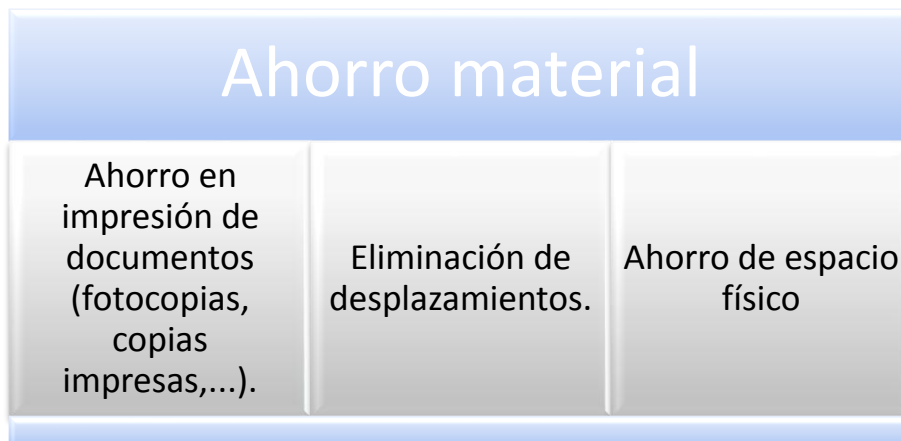 Ahorro material
Ahorro en
impresión de
documentos
(fotocopias,
copias
impresas,...).
Eliminación de
desplazamientos.
Ahorro de espacio
físico